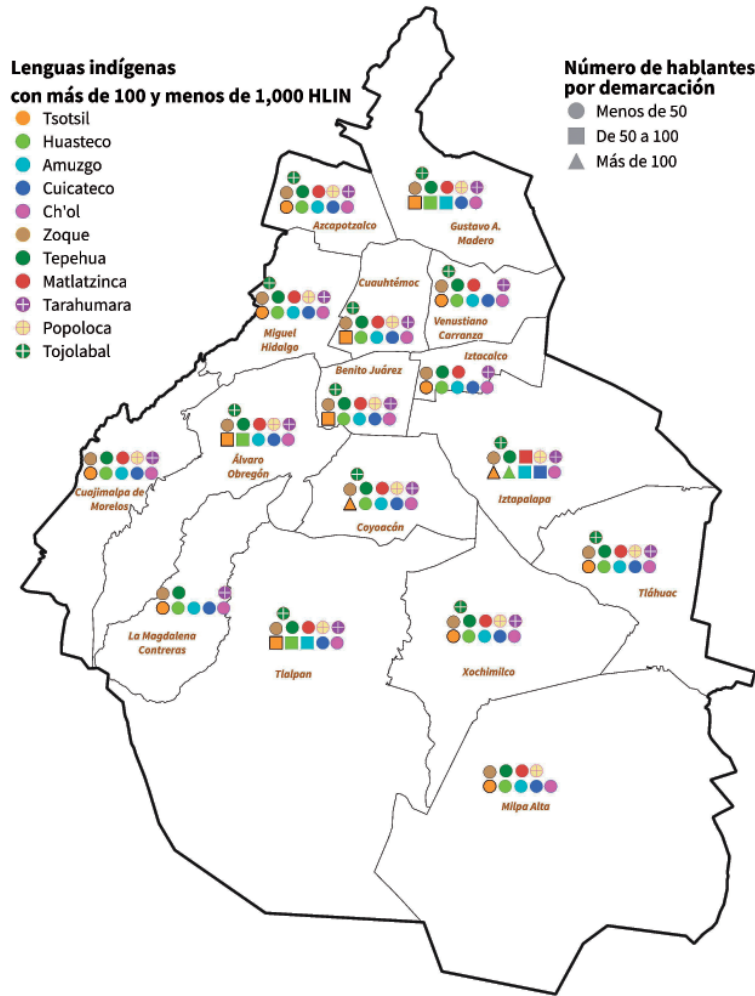 Lenguas indígenas
con más de 100 y menos de 1,000 HLIN
Tsotsil
Huasteco
Amuzgo
Cuicateco
Ch'ol
Zoque
Tepehua
Matlatzinca
Tarahumara
Popoloca
Tojolabal
Número de hablantes
por demarcación
Menos de 50
De 50 a 100
Más de 100
Azcapotzalco
Gustavo A.
Madero
Cuauhtémoc
Miguel
Hidalgo
Venustiano
Carranza
Iztacalco
Benito Juárez
Álvaro
Obregón
Cuajimalpa de
Morelos
Iztapalapa
Coyoacán
Tláhuac
La Magdalena
Contreras
Tlalpan
Xochimilco
Milpa Alta